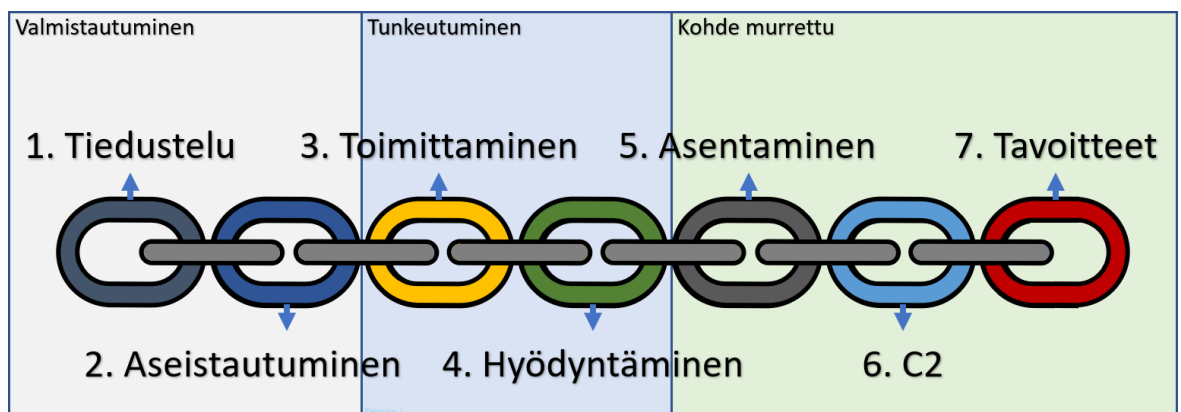 Valmistautuminen
Tunkeutuminen
Kohde murrettu
1. Tiedustelu
3. Toimittaminen
5. Asentaminen
7. Tavoitteet
2. Aseistautuminen
4. Hyödyntäminen
6. C2